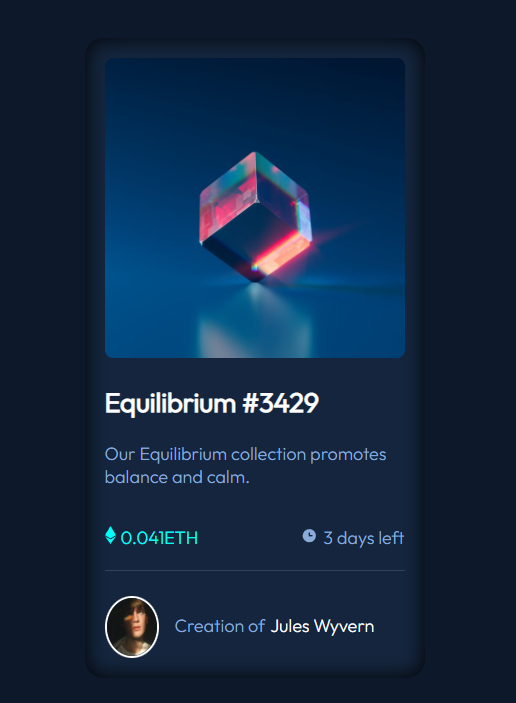 Equilibrium #3429
Our Equilibrium collection promotes
balance and calm.
0.041ETH
3 days left
Creation of Jules Wyvern